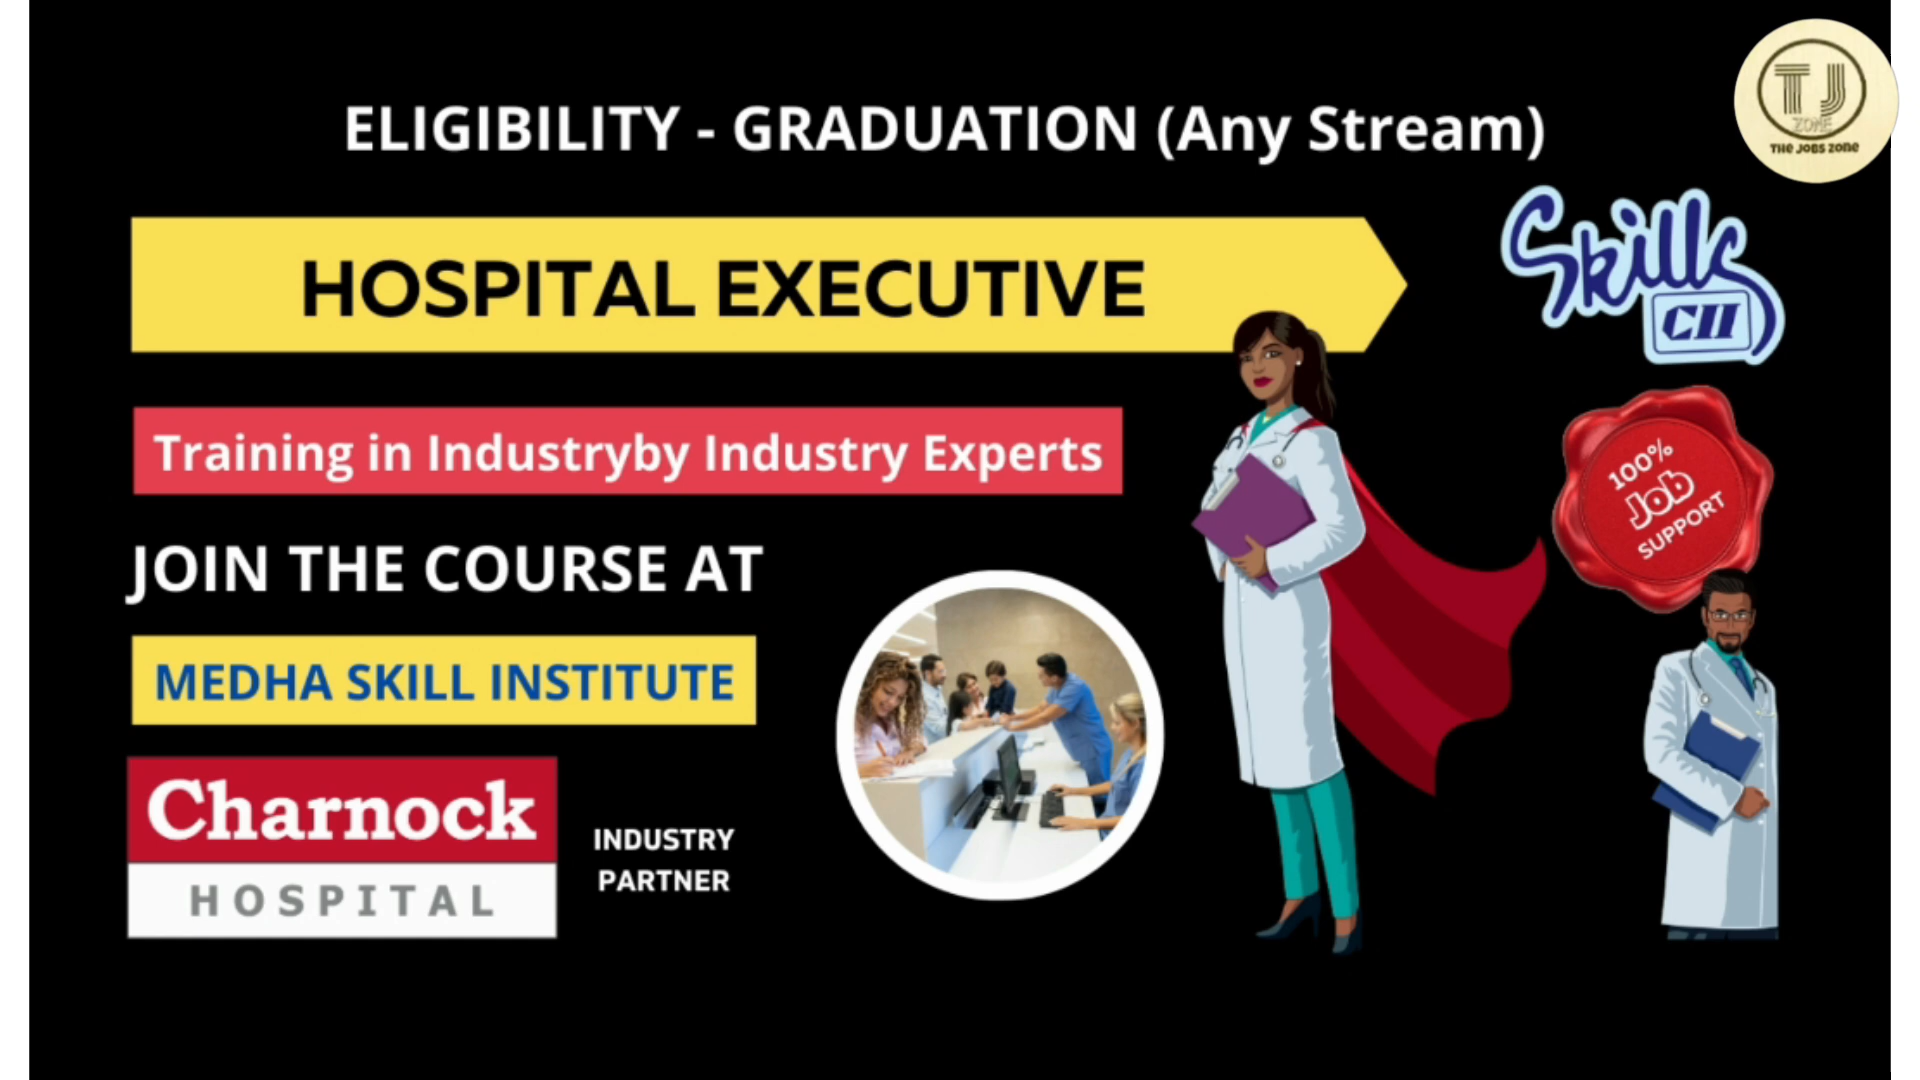 TJ
ZONE
THE JOBS ZONE
ELIGIBILITY - GRADUATION (Any Stream)
HOSPITAL EXECUTIVE
Skills
CII
Training in Industryby Industry Experts
100%
Job
SUPPORT
JOIN THE COURSE AT
MEDHA SKILL INSTITUTE
Charnock
HOSPITAL
INDUSTRY
PARTNER